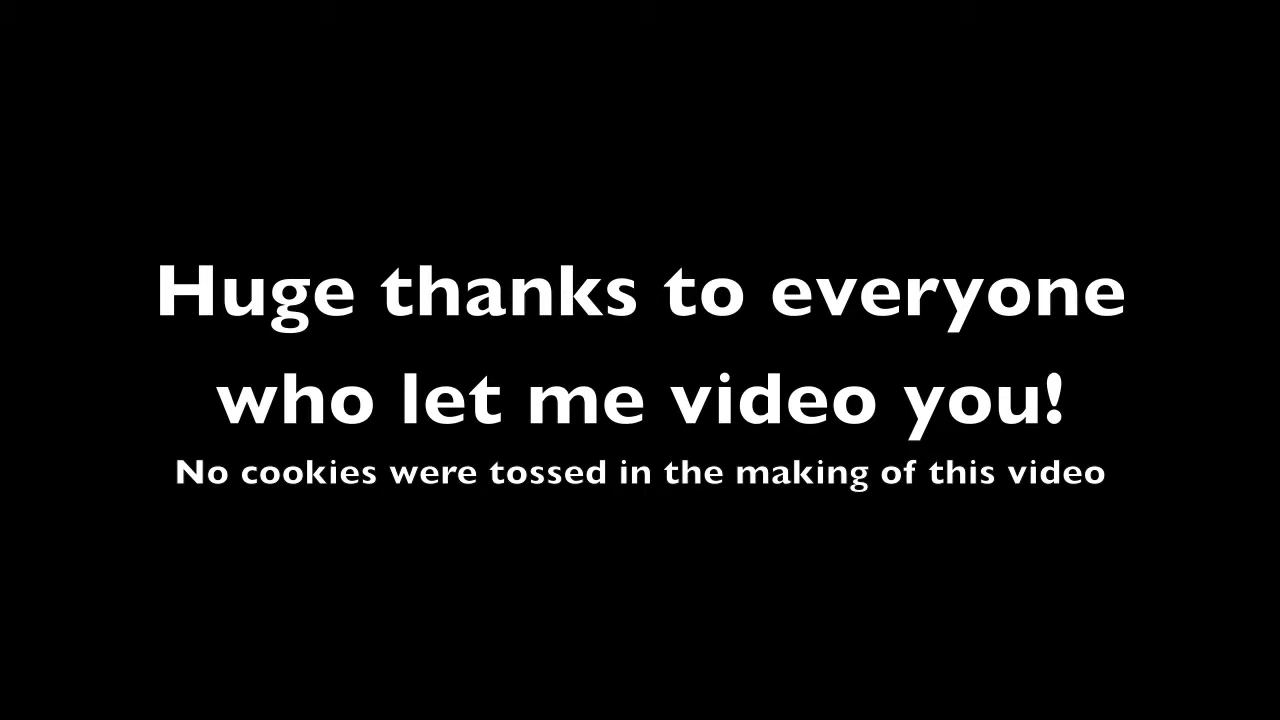 Huge thanks to everyone
who let me video you!
No cookies were tossed in the making of this video